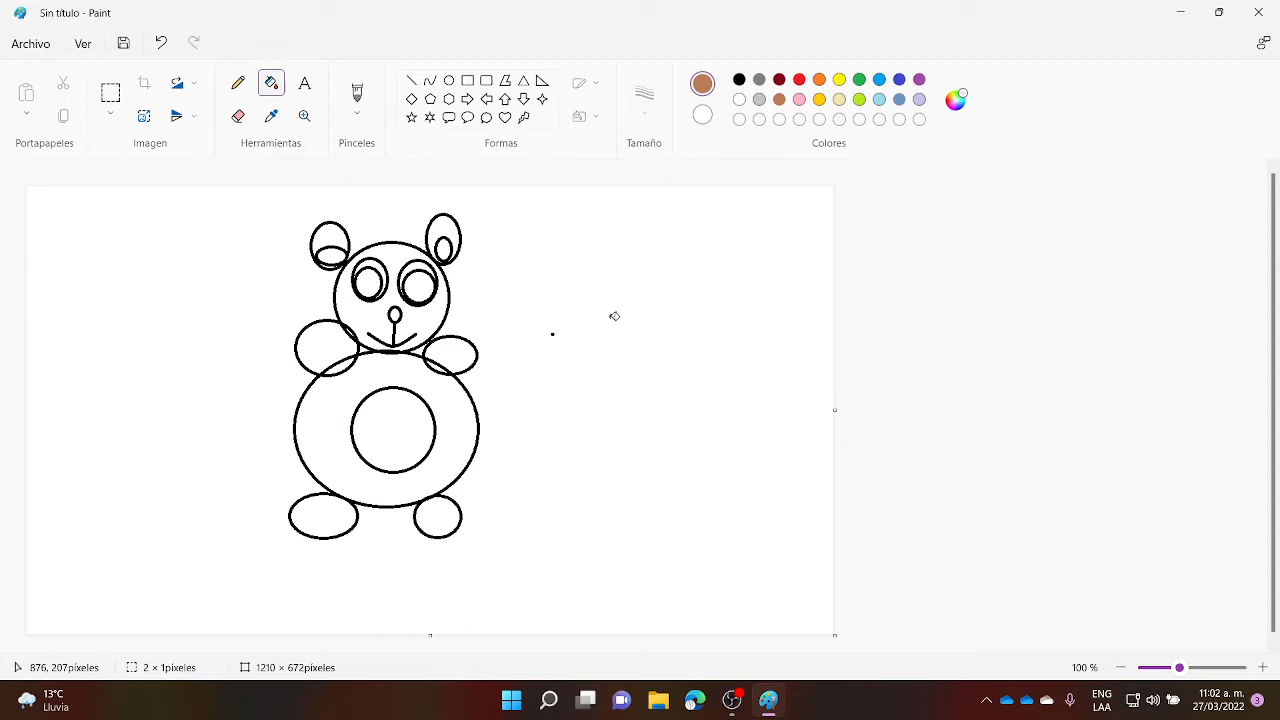 Sin título - Paint
Archivo Ver
A
Portapapeles Imagen Herramientas Pinceles Formas Tamaño Colores
876, 207píxeles 2 × 1píxeles 1210 × 672píxeles 100 %
13°C
Lluvia
ENG
LAA
11:02 a. m.
27/03/2022
3